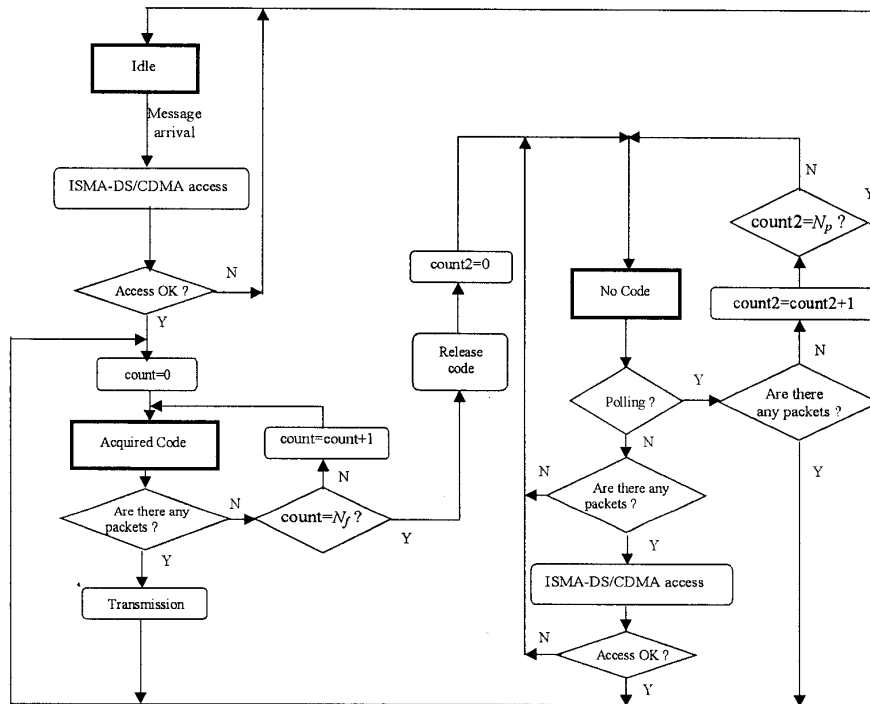 Idle
Message
arrival
ISMA-DS/CDMA access
Access OK ?
N
Y
count=0
Acquired Code
count=count+1
N
Are there any
packets ?
N
count=Nf ?
Y
Y
Transmission
count2=0
Release
code
No Code
Polling ?
Y
N
Are there any
packets ?
N
Y
ISMA-DS/CDMA access
Access OK ?
N
Y
N
Y
count2=Np ?
count2=count2+1
N
Are there
any packets ?
Y